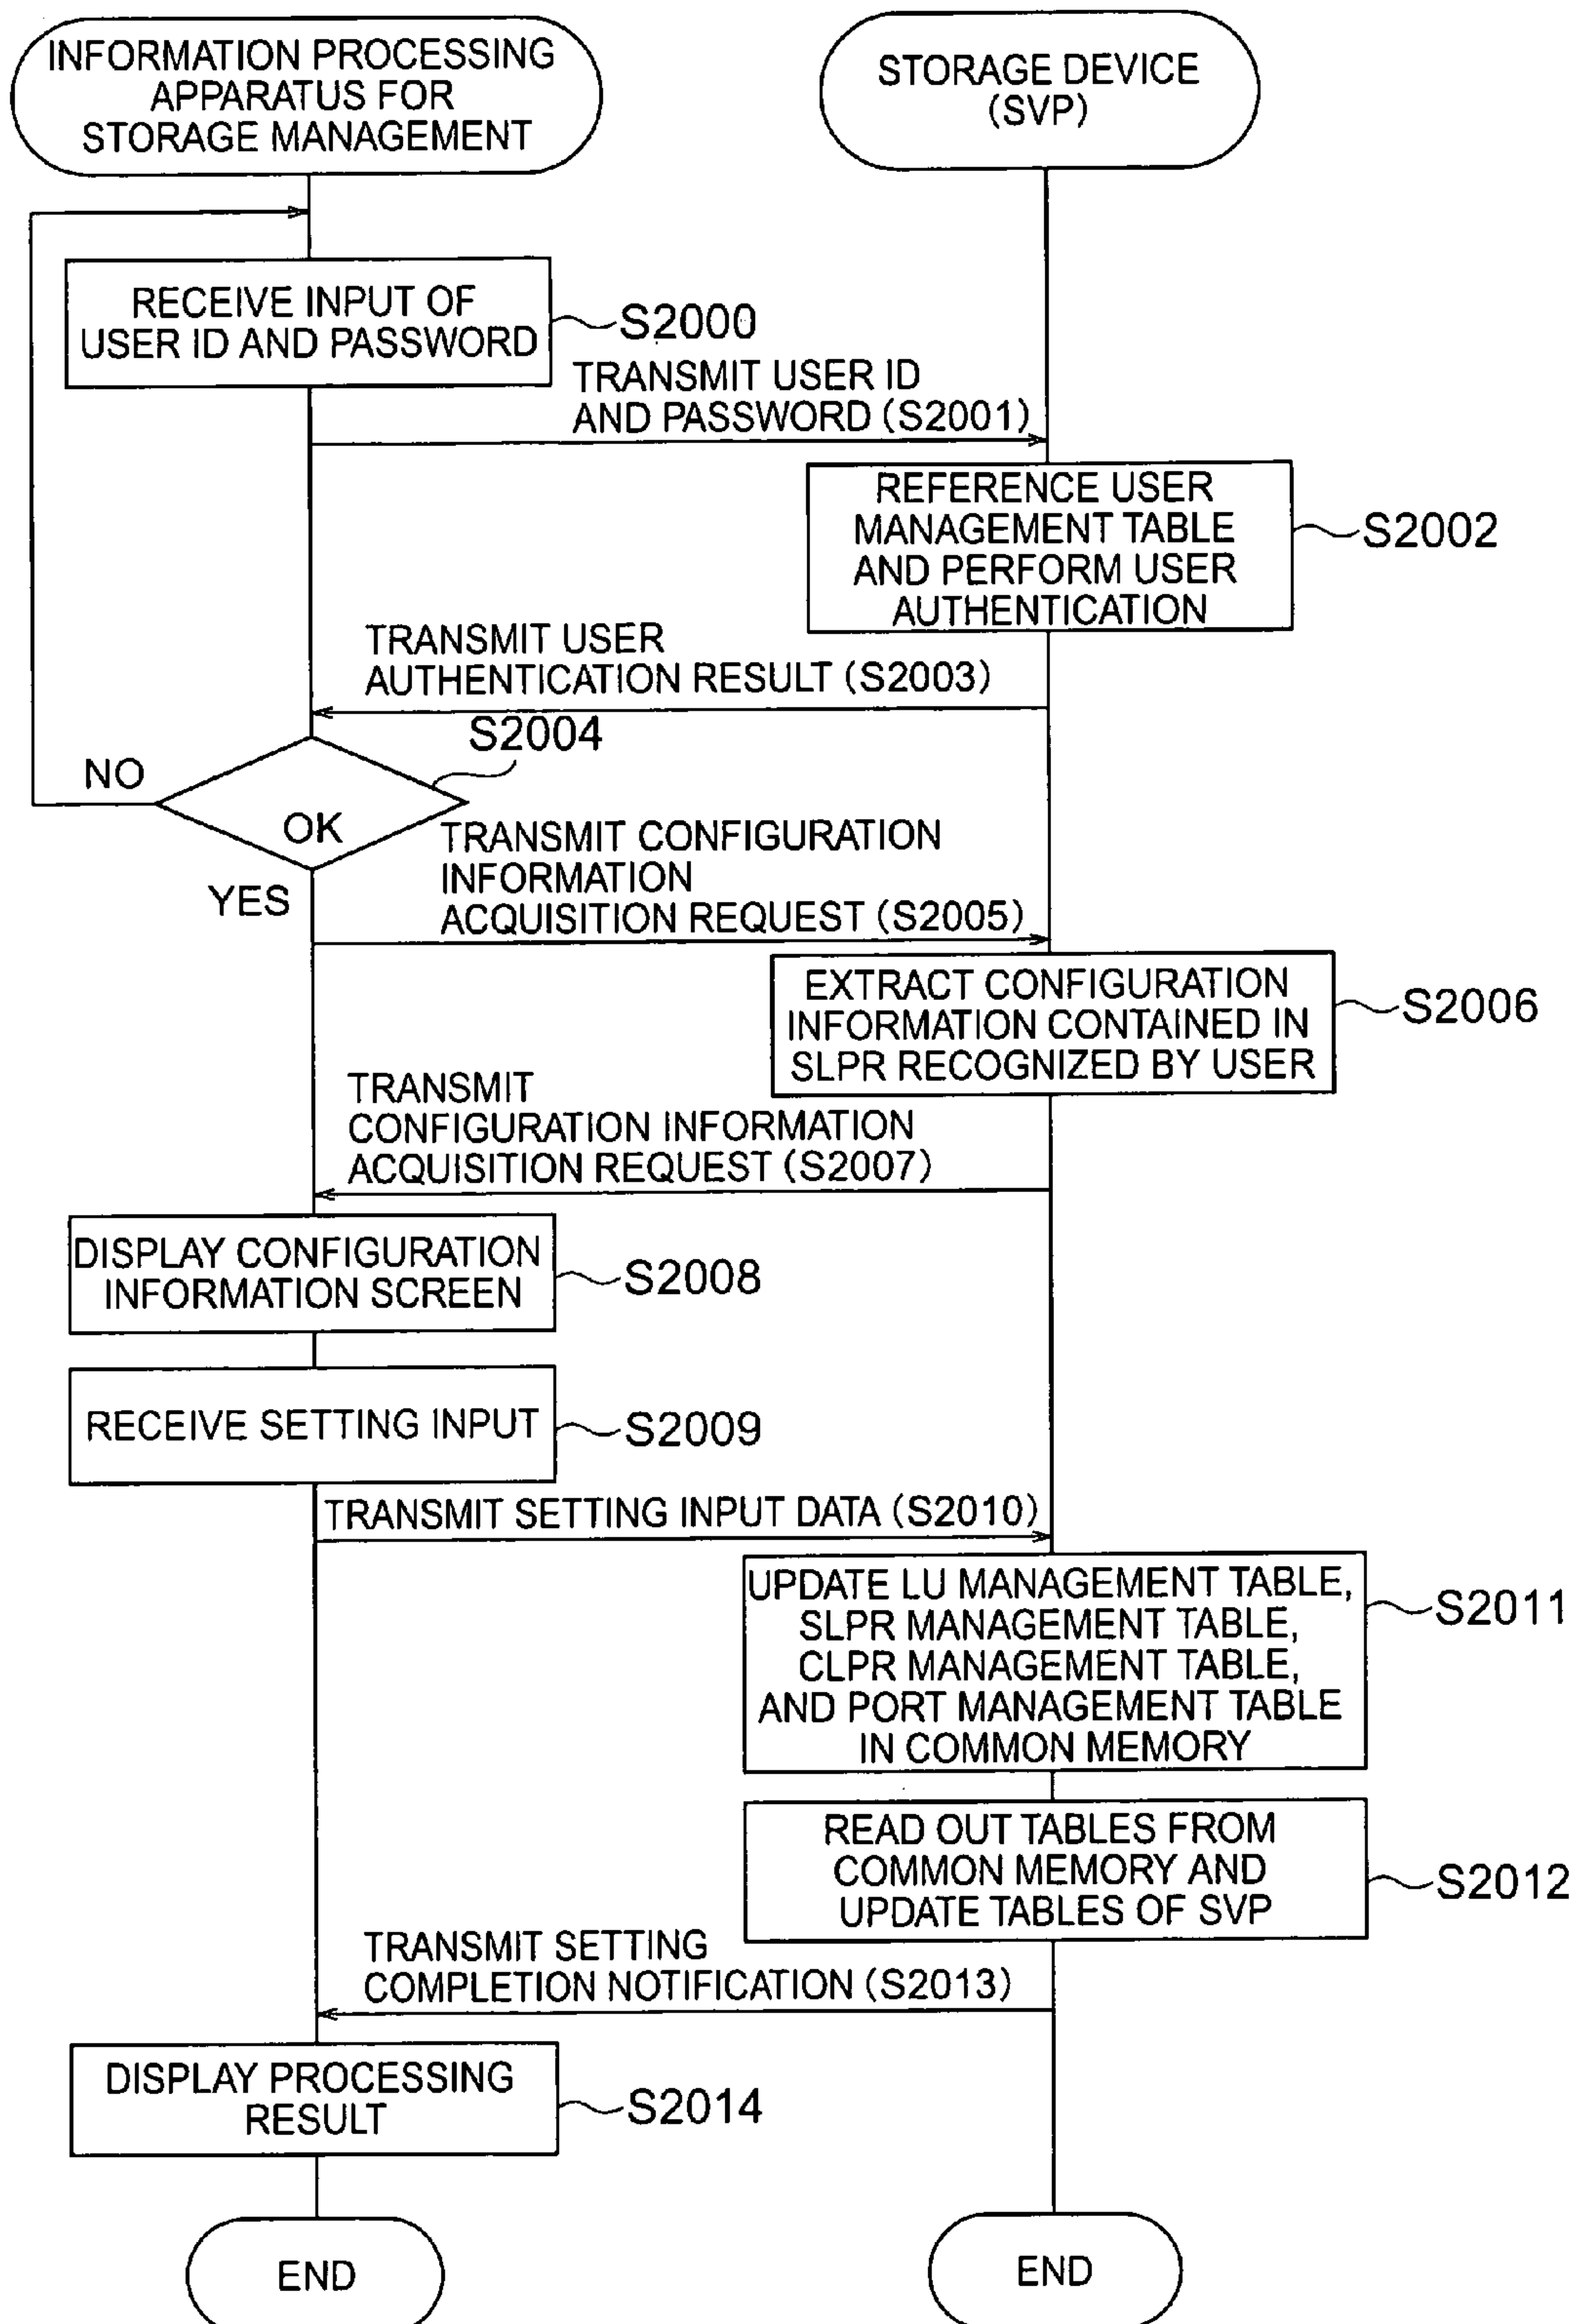 INFORMATION PROCESSING
APPARATUS FOR
STORAGE MANAGEMENT
STORAGE DEVICE
(SVP)
RECEIVE INPUT OF
USER ID AND PASSWORD
S2000
TRANSMIT USER ID
AND PASSWORD (S2001)
REFERENCE USER
MANAGEMENT TABLE
AND PERFORM USER
AUTHENTICATION
S2002
TRANSMIT USER
AUTHENTICATION RESULT (S2003)
S2004
NO
OK
YES
TRANSMIT CONFIGURATION
INFORMATION
ACQUISITION REQUEST (S2005)
EXTRACT CONFIGURATION
INFORMATION CONTAINED IN
SLPR RECOGNIZED BY USER
S2006
TRANSMIT
CONFIGURATION INFORMATION
ACQUISITION REQUEST (S2007)
DISPLAY CONFIGURATION
INFORMATION SCREEN
S2008
RECEIVE SETTING INPUT
S2009
TRANSMIT SETTING INPUT DATA (S2010)
UPDATE LU MANAGEMENT TABLE,
SLPR MANAGEMENT TABLE,
CLPR MANAGEMENT TABLE,
AND PORT MANAGEMENT TABLE
IN COMMON MEMORY
S2011
READ OUT TABLES FROM
COMMON MEMORY AND
UPDATE TABLES OF SVP
S2012
TRANSMIT SETTING
COMPLETION NOTIFICATION (S2013)
DISPLAY PROCESSING
RESULT
S2014
END
END